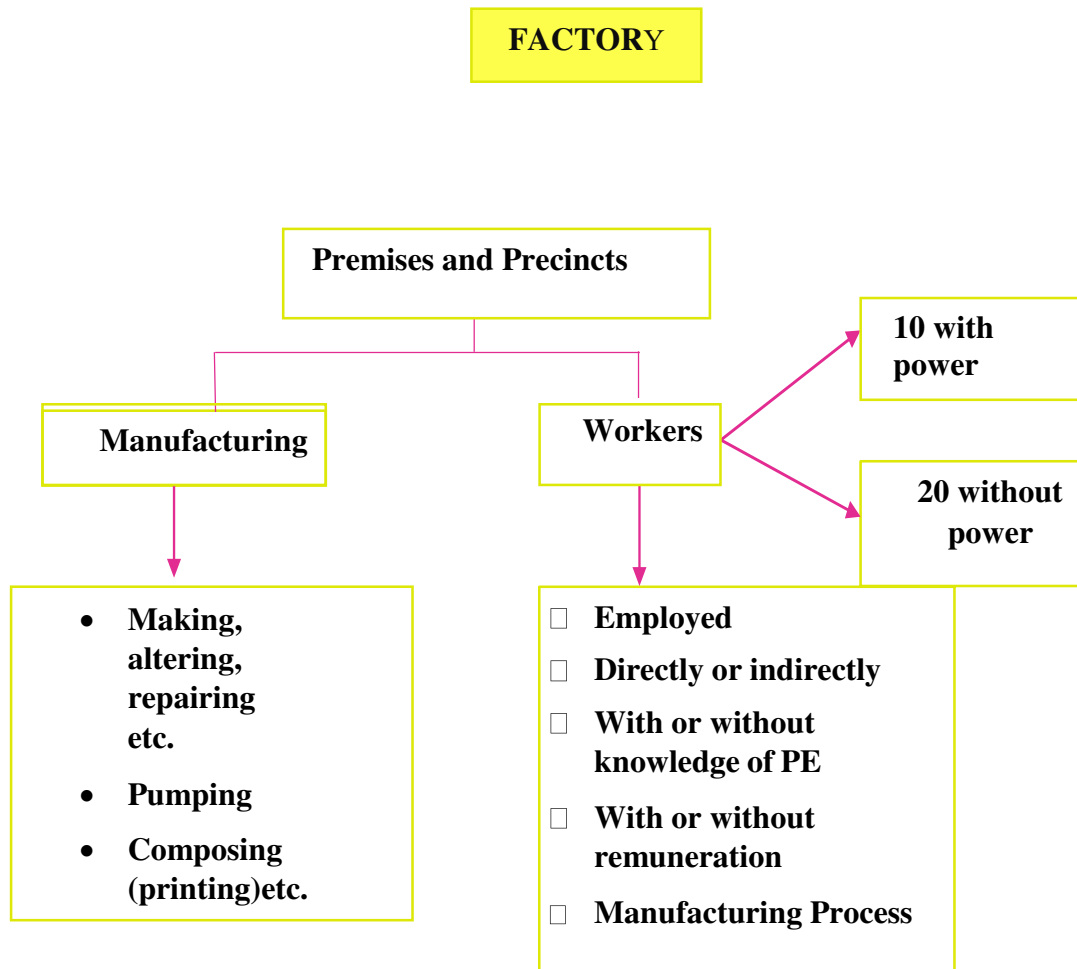 FACTORY
Premises and Precincts
10 with
power
Manufacturing
Workers
20 without
power
• Making,
altering,
repairing
etc.
• Pumping
• Composing
(printing)etc.
□ Employed
□ Directly or indirectly
□ With or without
knowledge of PE
□ With or without
remuneration
□ Manufacturing Process